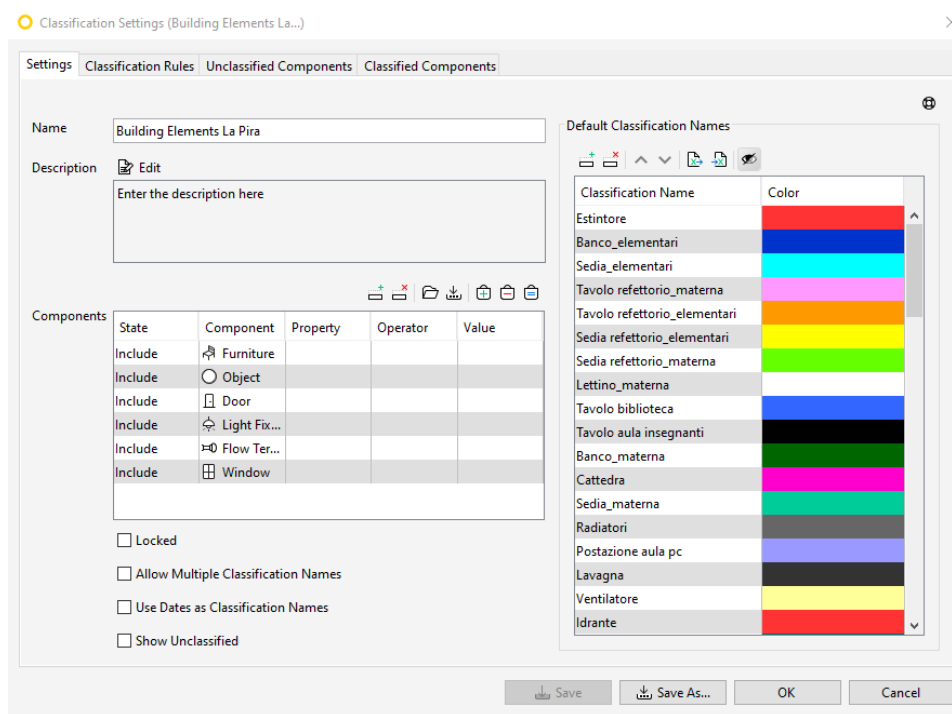 Classification Settings (Building Elements La...)
Settings
Classification Rules
Unclassified Components
Classified Components
Name
Building Elements La Pira
Description
Edit
Enter the description here
Components
State
Component
Property
Operator
Value
Include
Furniture
Include
Object
Include
Door
Include
Light Fix...
Include
Flow Ter...
Include
Window
Locked
Allow Multiple Classification Names
Use Dates as Classification Names
Show Unclassified
Default Classification Names
Classification Name
Color
Estintore
Banco_elementari
Sedia_elementari
Tavolo refettorio_materna
Tavolo refettorio_elementari
Sedia refettorio_elementari
Sedia refettorio_materna
Lettino_materna
Tavolo biblioteca
Tavolo aula insegnanti
Banco_materna
Cattedra
Sedia_materna
Radiatori
Postazione aula pc
Lavagna
Ventilatore
Idrante
Save
Save As...
OK
Cancel